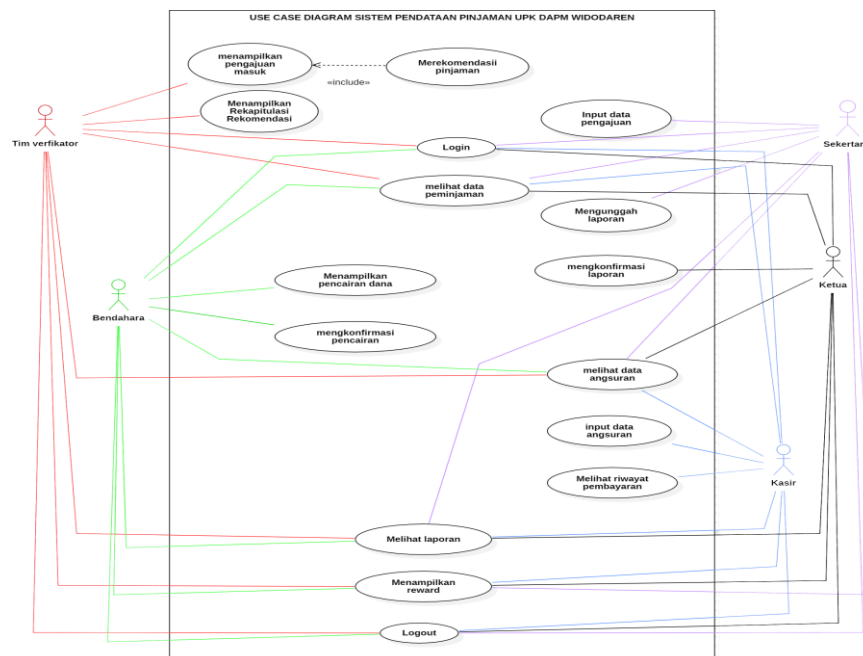 USE CASE DIAGRAM SISTEM PENDATAAN PINJAMAN UPK DAPM WIDODAREN
menampilkan
pengajuan
masuk
Merekomendasii
pinjaman
«include»
Menampilkan
Rekapitulasi
Rekomendasi)
Input data
pengajuan
Tim verfikator
Login
Sekertar
melihat data
peminjaman
Mengunggah
laporan
mengkonfirmasi
laporan
Ketua
Menampilkan
pencairan dana
Bendahara
mengkonfirmasi
pencairan
melihat data
angsuran
input data
angsuran
Melihat riwayat
pembayaran
Kasir
Melihat laporan
Menampilkan
reward
Logout